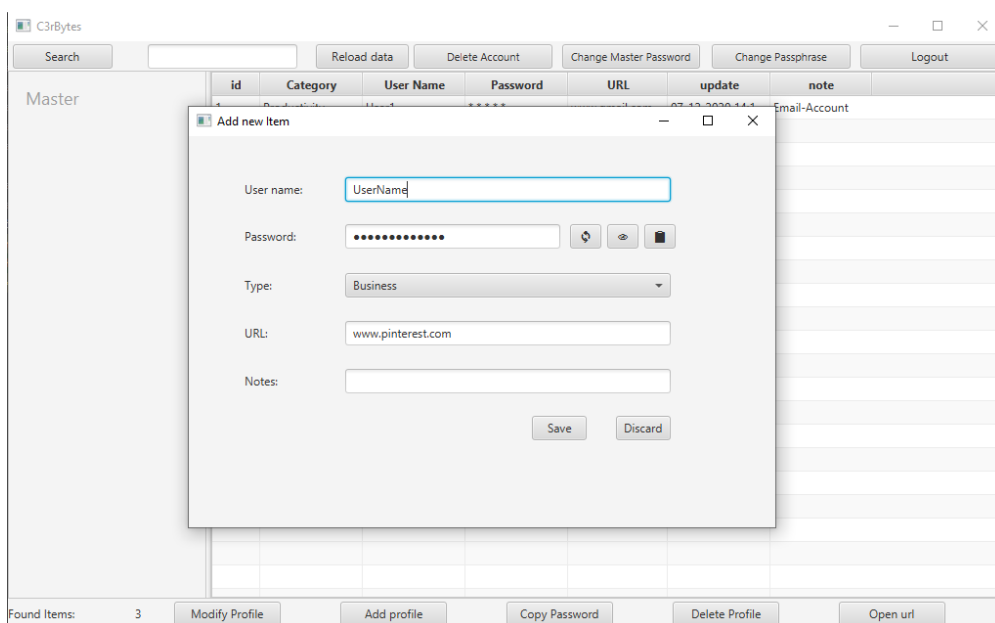 C3rBytes
Search Reload data Delete Account Change Master Password Change Passphrase Logout
Master
id Category User Name Password URL update note
Email-Account
Add new Item
User name: UserName
Password: •••••••••••••
Type: Business
URL: www.pinterest.com
Notes:
Save Discard
Found Items: 3 Modify Profile Add profile Copy Password Delete Profile Open url